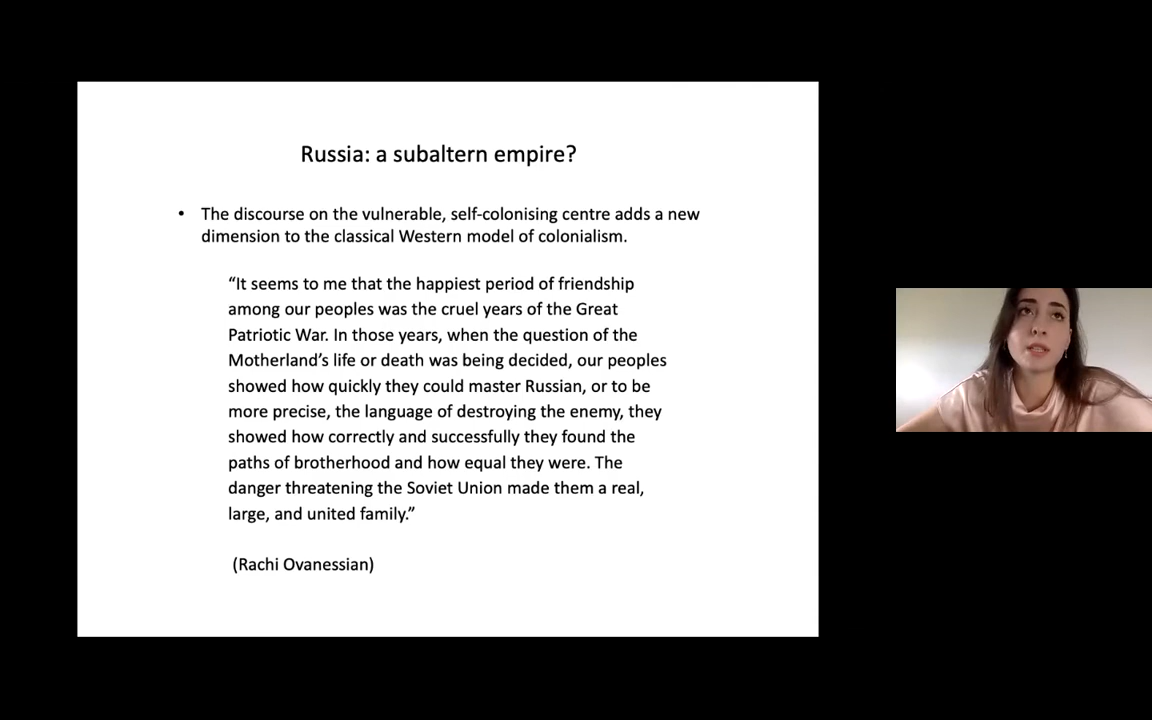 Russia: a subaltern empire?
• The discourse on the vulnerable, self-colonising centre adds a new
dimension to the classical Western model of colonialism.
“It seems to me that the happiest period of friendship
among our peoples was the cruel years of the Great
Patriotic War. In those years, when the question of the
Motherland’s life or death was being decided, our peoples
showed how quickly they could master Russian, or to be
more precise, the language of destroying the enemy, they
showed how correctly and successfully they found the
paths of brotherhood and how equal they were. The
danger threatening the Soviet Union made them a real,
large, and united family.”
(Rachi Ovanessian)